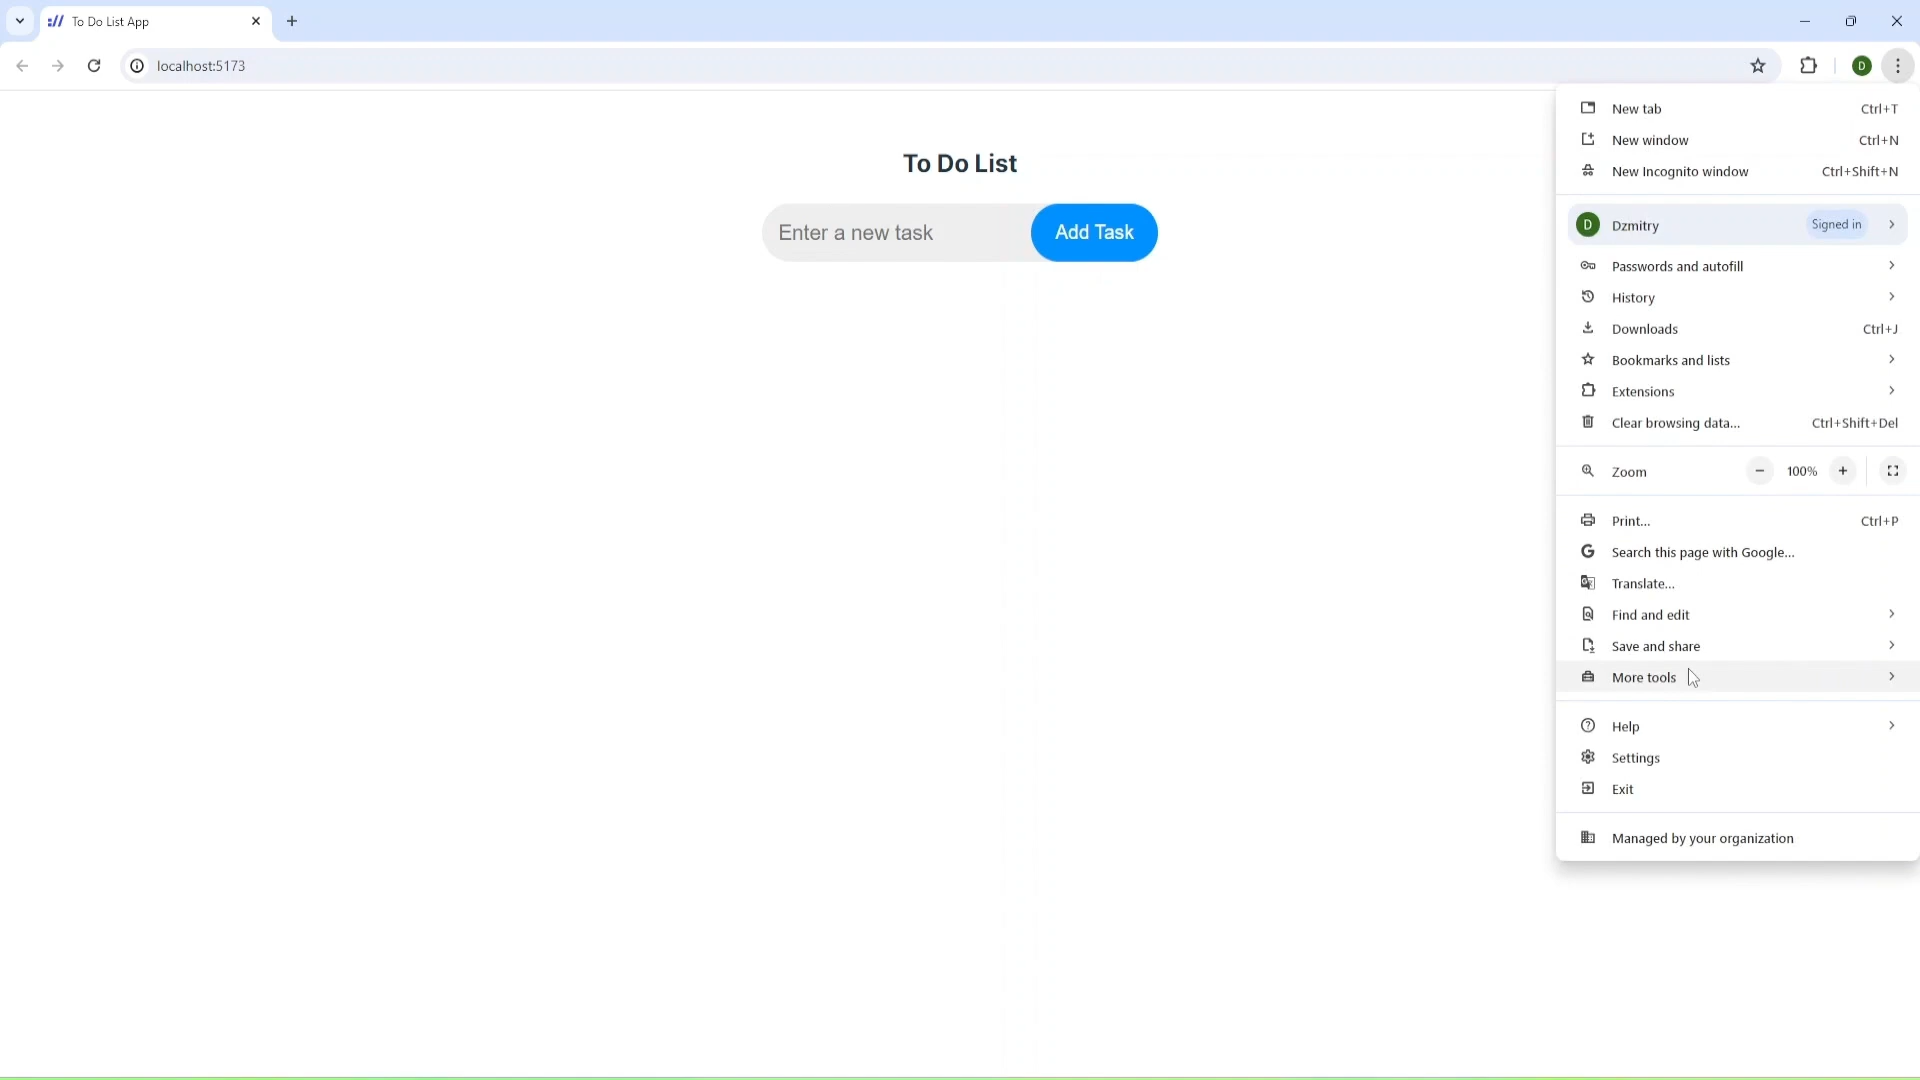 To Do List App
localhost:5173
D
To Do List
Enter a new task
Add Task
New tab Ctrl+T
New window Ctrl+N
New Incognito window Ctrl+Shift+N
D Dzmitry Signed in
Passwords and autofill
History
Downloads Ctrl+J
Bookmarks and lists
Extensions
Clear browsing data... Ctrl+Shift+Del
Zoom 100%
Print... Ctrl+P
Search this page with Google...
Translate...
Find and edit
Save and share
More tools
Help
Settings
Exit
Managed by your organization